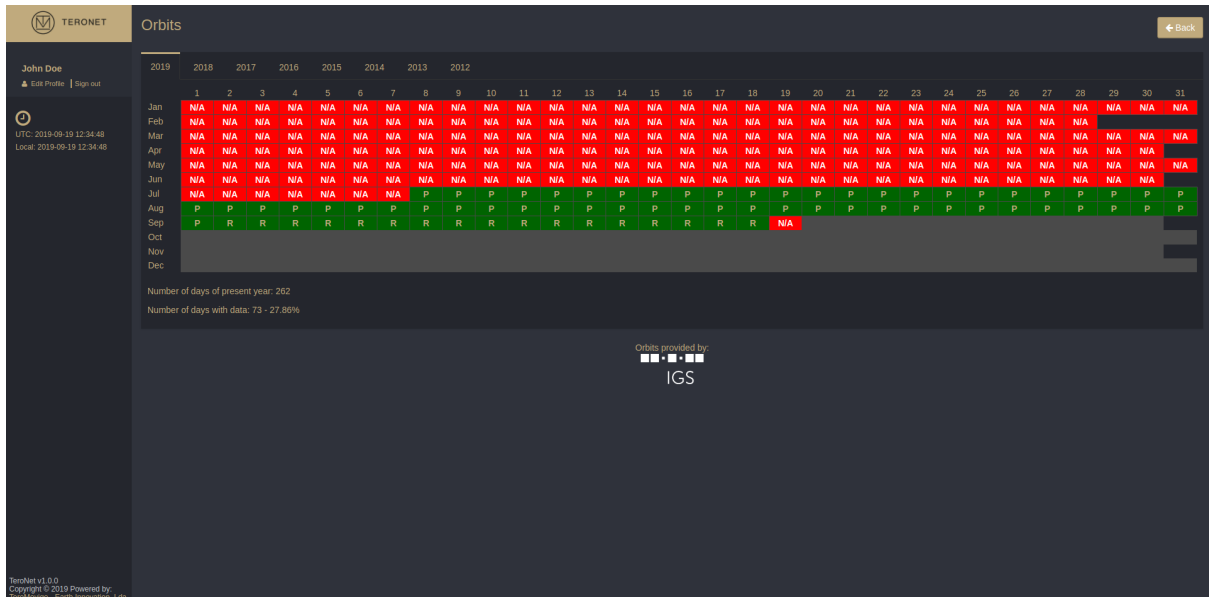 TERONET
Orbits
Back
John Doe
Edit Profile | Sign out
UTC: 2019-09-19 12:34:48
Local: 2019-09-19 12:34:48
2019 2018 2017 2016 2015 2014 2013 2012
1 2 3 4 5 6 7 8 9 10 11 12 13 14 15 16 17 18 19 20 21 22 23 24 25 26 27 28 29 30 31
Jan N/A N/A N/A N/A N/A N/A N/A N/A N/A N/A N/A N/A N/A N/A N/A N/A N/A N/A N/A N/A N/A N/A N/A N/A N/A N/A N/A N/A N/A N/A N/A
Feb N/A N/A N/A N/A N/A N/A N/A N/A N/A N/A N/A N/A N/A N/A N/A N/A N/A N/A N/A N/A N/A N/A N/A N/A N/A N/A N/A N/A
Mar N/A N/A N/A N/A N/A N/A N/A N/A N/A N/A N/A N/A N/A N/A N/A N/A N/A N/A N/A N/A N/A N/A N/A N/A N/A N/A N/A N/A N/A N/A N/A
Apr N/A N/A N/A N/A N/A N/A N/A N/A N/A N/A N/A N/A N/A N/A N/A N/A N/A N/A N/A N/A N/A N/A N/A N/A N/A N/A N/A N/A N/A N/A
May N/A N/A N/A N/A N/A N/A N/A N/A N/A N/A N/A N/A N/A N/A N/A N/A N/A N/A N/A N/A N/A N/A N/A N/A N/A N/A N/A N/A N/A N/A N/A
Jun N/A N/A N/A N/A N/A N/A N/A N/A N/A N/A N/A N/A N/A N/A N/A N/A N/A N/A N/A N/A N/A N/A N/A N/A N/A N/A N/A N/A N/A N/A
Jul N/A N/A N/A N/A N/A N/A N/A P P P P P P P P P P P P P P P P P P P P P P P P
Aug P P P P P P P P P P P P P P P P P P P P P P P P P P P P P P P
Sep P R R R R R R R R R R R R R R R R R N/A
Oct
Nov
Dec
Number of days of present year: 262
Number of days with data: 73 - 27.86%
Orbits provided by:
IGS
TeroNet v1.0.0
Copyright © 2019 Powered by: